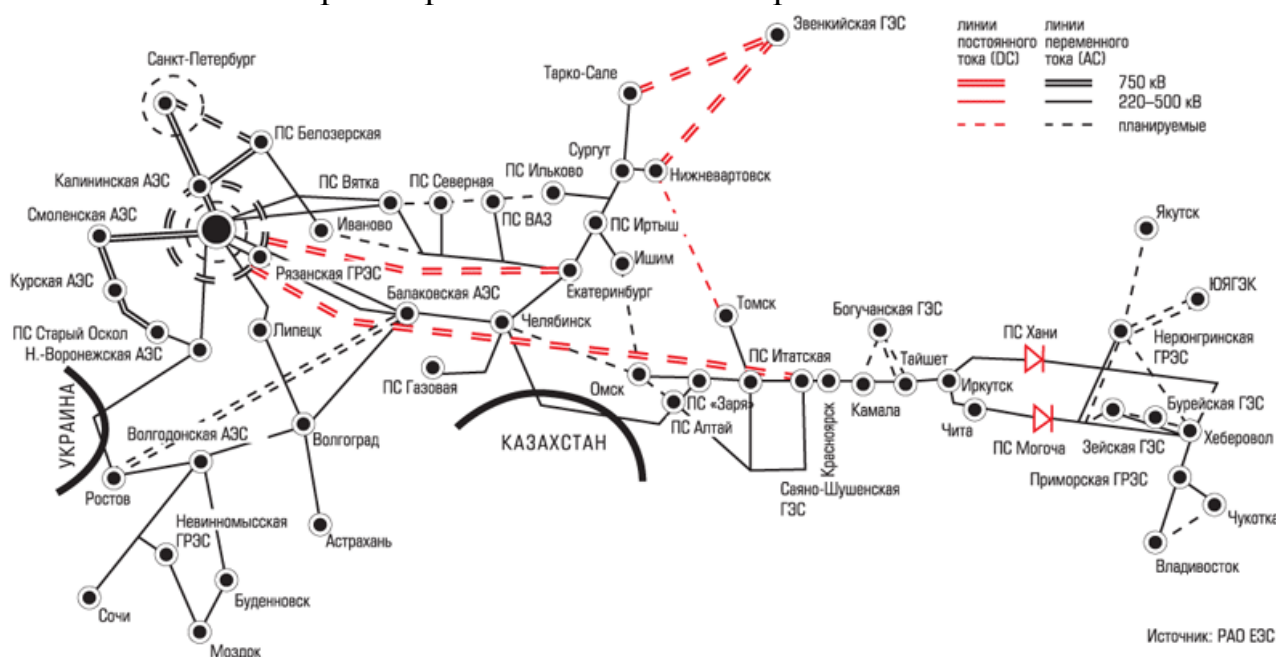 Эвенкийская ГЭС
линии
постоянного
тока (DC)
линии
переменного
тока (AC)
750 кВ
220–500 кВ
планируемые
Санкт-Петербург
Тарко-Сале
ПС Белозерская
Сургут
Нижневартовск
ПС Ильково
Калининская АЭС
ПС Вятка
ПС Северная
Смоленская АЭС
Иваново
ПС ВАЗ
ПС Иртыш
Ишим
Якутск
Курская АЭС
Рязанская ГРЭС
Екатеринбург
Балаковская АЭС
Томск
Богучанская ГЭС
ЮЯГЭК
ПС Старый Оскол
Н.-Воронежская АЭС
Липецк
Челябинск
ПС Хани
Нерюнгринская
ГРЭС
ПС Газовая
Омск
ПС «Заря»
ПС Итатская
Тайшет
Иркутск
ПС Алтай
Красноярск
Камала
Чита
Бурейская ГЭС
УКРАИНА
КАЗАХСТАН
Волгодонская АЭС
Волгоград
ПС Могоча
Зейская ГЭС
Хеберовол
Саяно-Шушенская
ГЭС
Приморская ГРЭС
Ростов
Невинномысская
ГРЭС
Астрахань
Чукотка
Владивосток
Сочи
Буденновск
Моздок
Источник: РАО ЕЭС